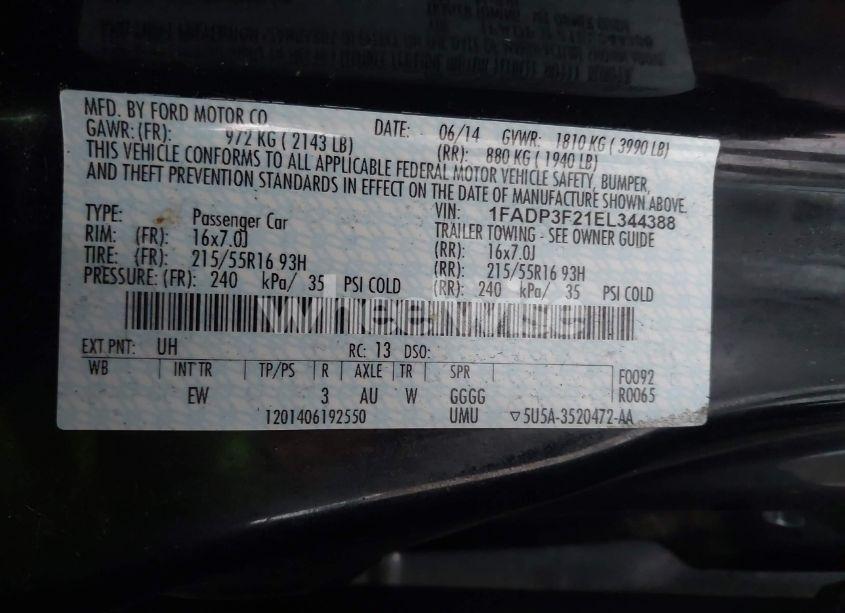 MFD. BY FORD MOTOR CO.
DATE: 06/14 GVWR: 1810 KG ( 3990 LB)
GAWR: (FR): 972 KG ( 2143 LB) (RR): 880 KG ( 1940 LB)
THIS VEHICLE CONFORMS TO ALL APPLICABLE FEDERAL MOTOR VEHICLE SAFETY, BUMPER,
AND THEFT PREVENTION STANDARDS IN EFFECT ON THE DATE OF MANUFACTURE SHOWN ABOVE.
VIN: 1FADP3F21EL344388
TYPE: Passenger Car TRAILER TOWING - SEE OWNER GUIDE
RIM: (FR): 16x7.0J (RR): 16x7.0J
TIRE: (FR): 215/55R16 93H (RR): 215/55R16 93H
PRESSURE: (FR): 240 kPa/ 35 PSI COLD (RR): 240 kPa/ 35 PSI COLD
EXT PNT: UH RC: 13 DSO:
WB INT TR TP/PS R AXLE TR SPR F0092
EW 3 AU W GGGG R0065
1201406192550 UMU ▽5U5A-3520472-AA